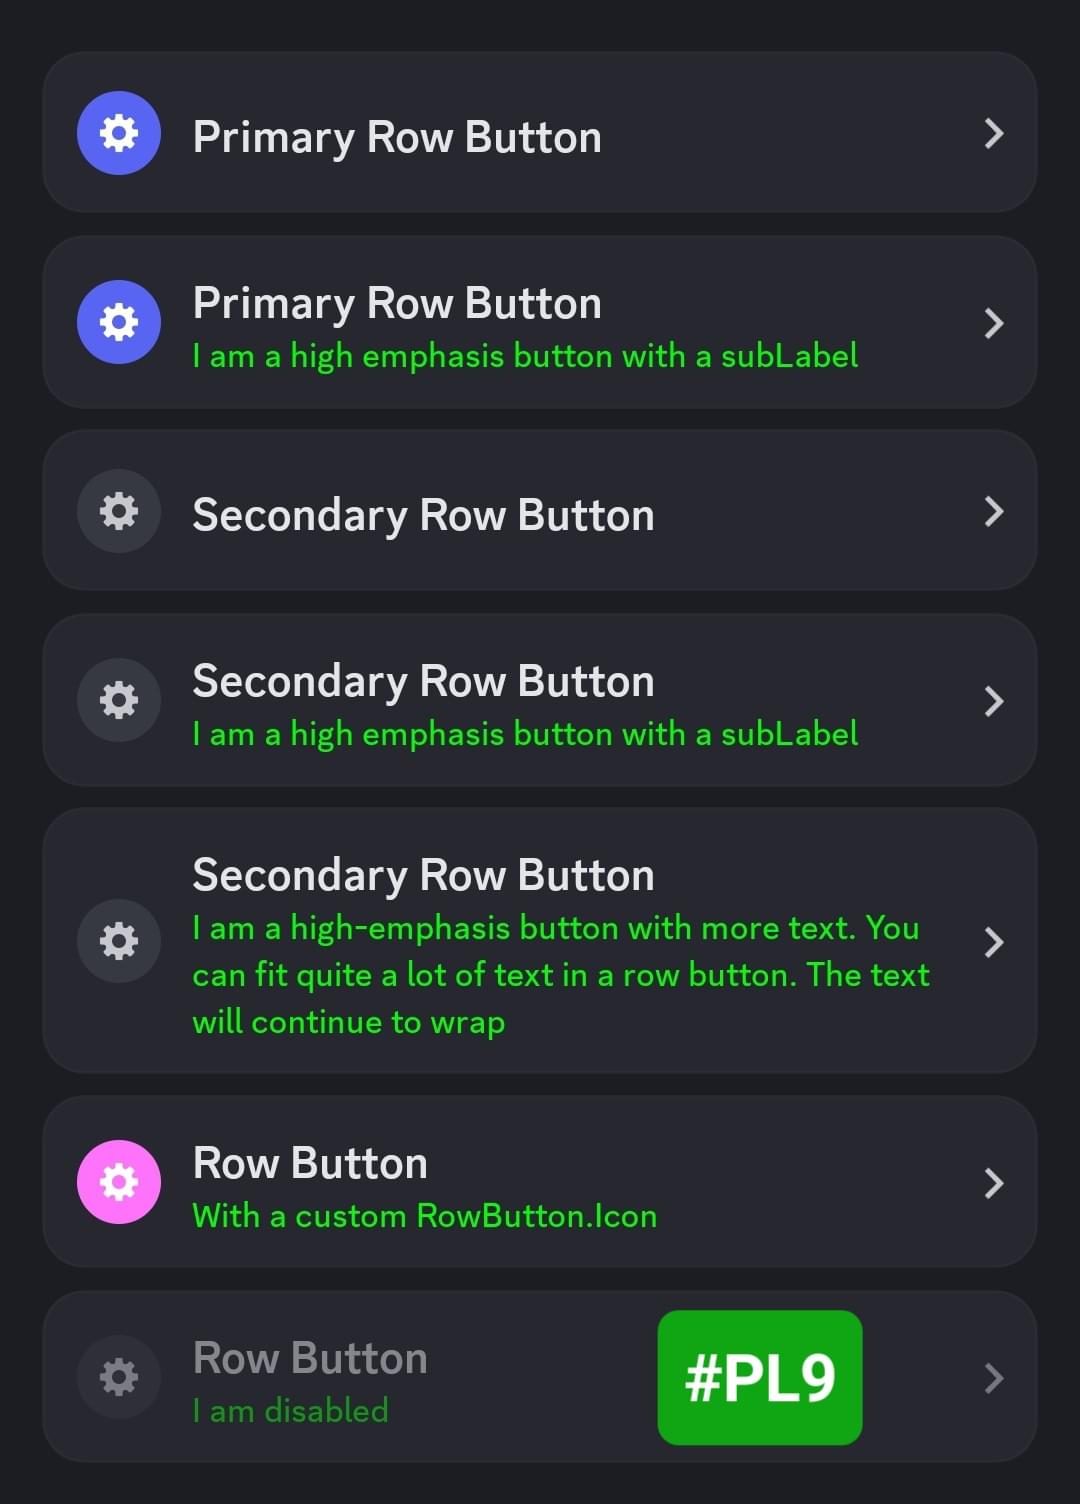 Primary Row Button
Primary Row Button
I am a high emphasis button with a subLabel
Secondary Row Button
Secondary Row Button
I am a high emphasis button with a subLabel
Secondary Row Button
I am a high-emphasis button with more text. You
can fit quite a lot of text in a row button. The text
will continue to wrap
Row Button
With a custom RowButton.Icon
Row Button
I am disabled
#PL9